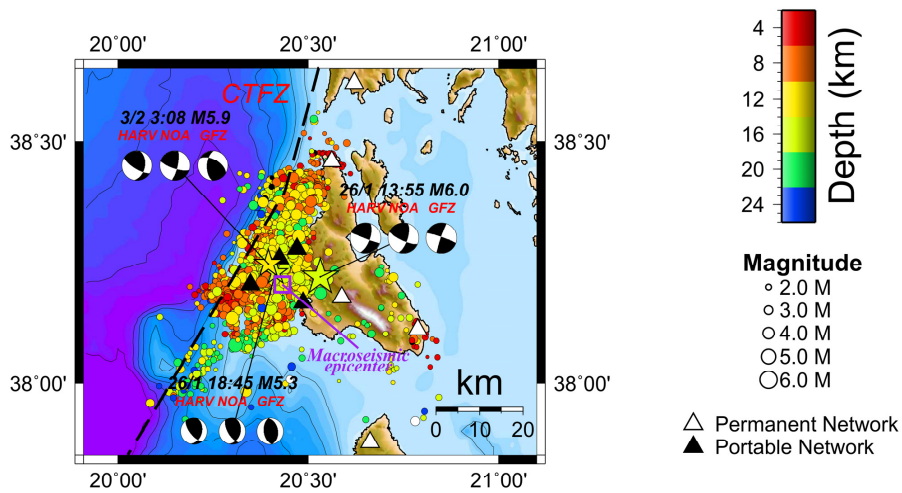 20°00'
20°30'
21°00'
38°30'
38°30'
CTFZ
3/2 3:08 M5.9
HARV NOA GFZ
26/1 13:55 M6.0
HARV NOA GFZ
Macroseismic
epicenter
38°00'
38°00'
26/1 18:45 M5.3
HARV NOA GFZ
km
0 10 20
20°00'
20°30'
21°00'
4
8
12
16
20
24
Depth (km)
Magnitude
2.0 M
3.0 M
4.0 M
5.0 M
6.0 M
Permanent Network
Portable Network